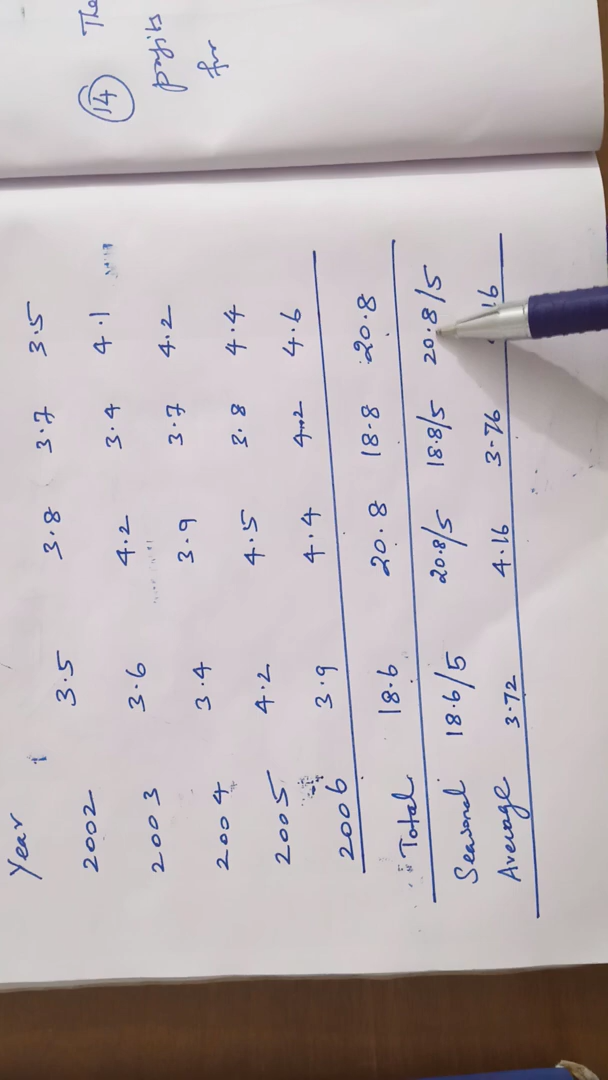 14 The
profits
for
Year
2002 3.5 3.8 3.7 3.5
2003 3.6 4.2 3.4 4.1
2004 3.4 3.9 3.7 4.2
2005 4.2 4.5 3.8 4.4
2006 3.9 4.4 4.2 4.6
Total 18.6 20.8 18.8 20.8
Seasonal 18.6/5 20.8/5 18.8/5 20.8/5
Average 3.72 4.16 3.76 16